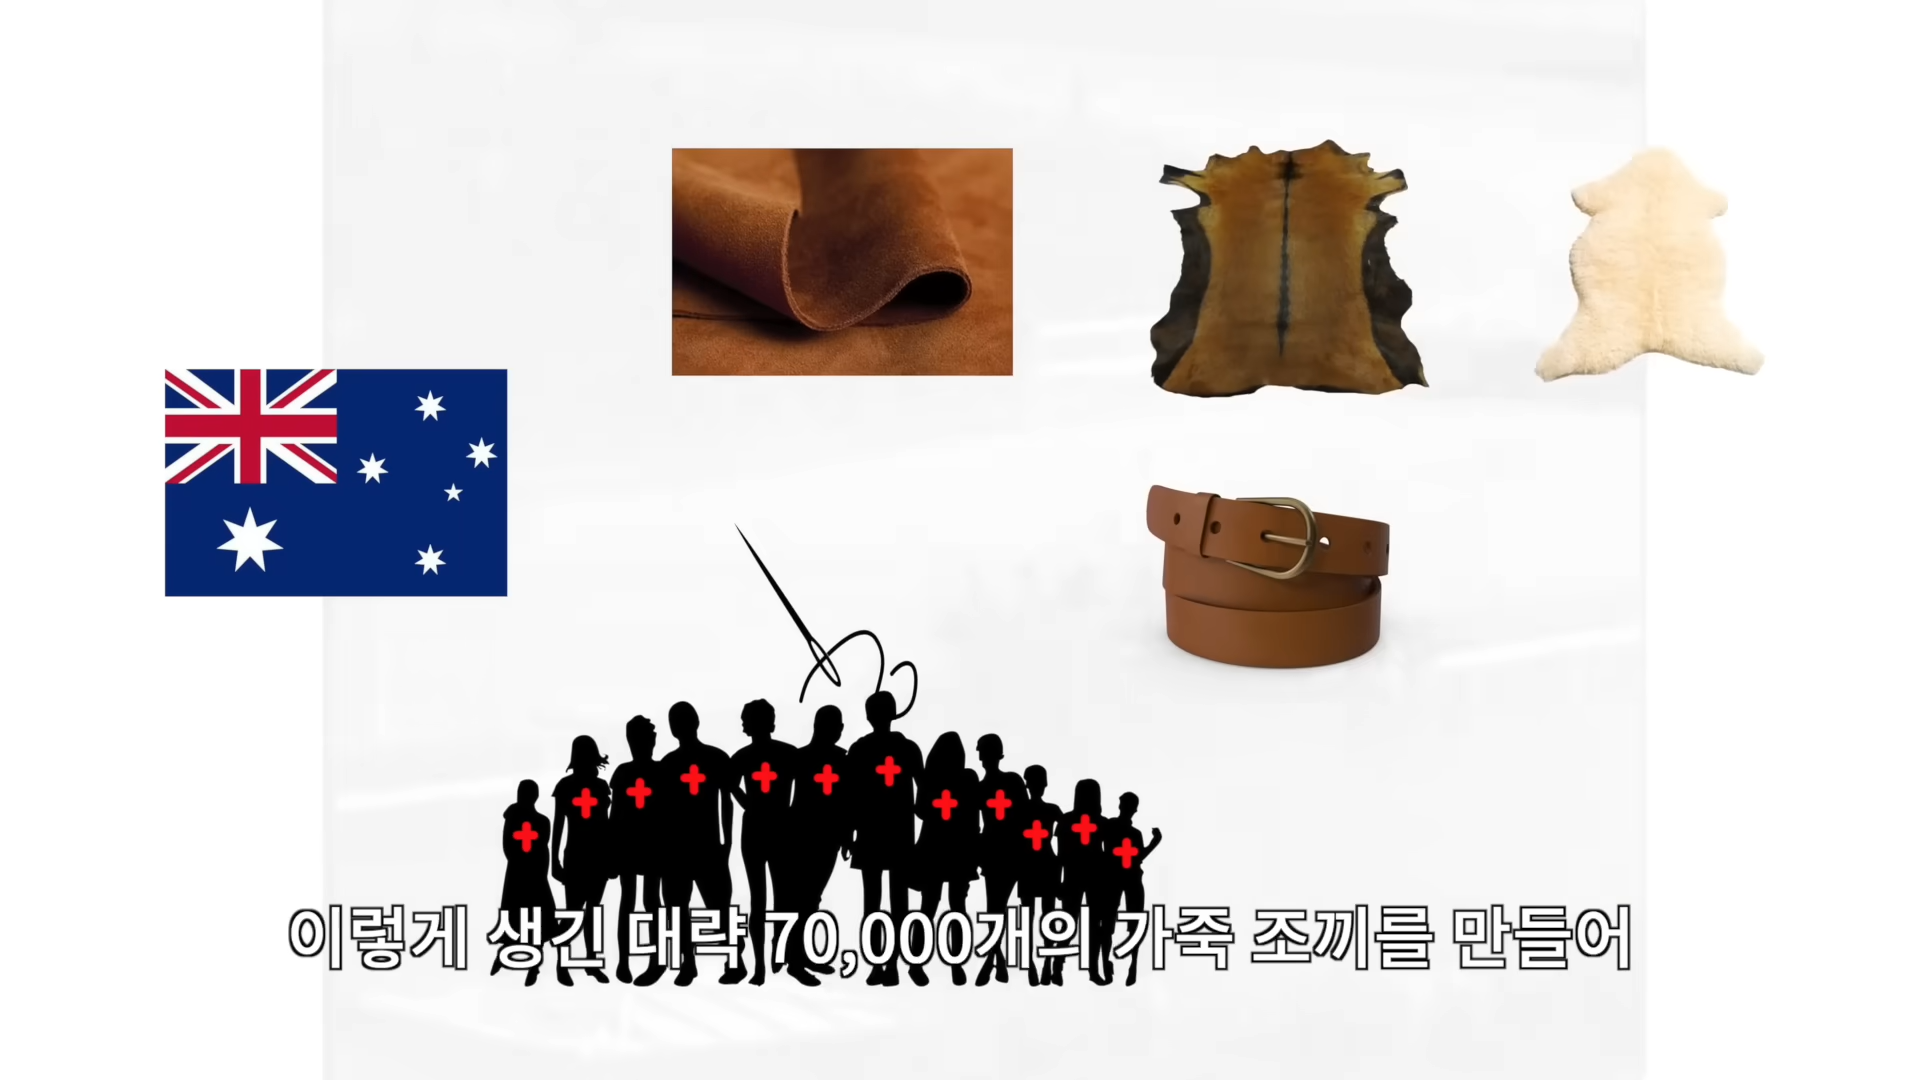 이렇게 생긴 대략 70,000개의 가죽 조끼를 만들어